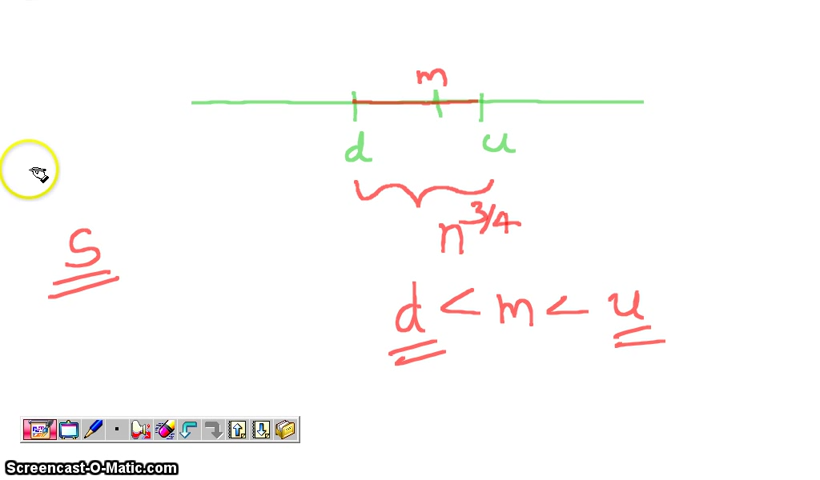 m
d u
n^{3/4}
S
d < m < u
Screencast-O-Matic.com